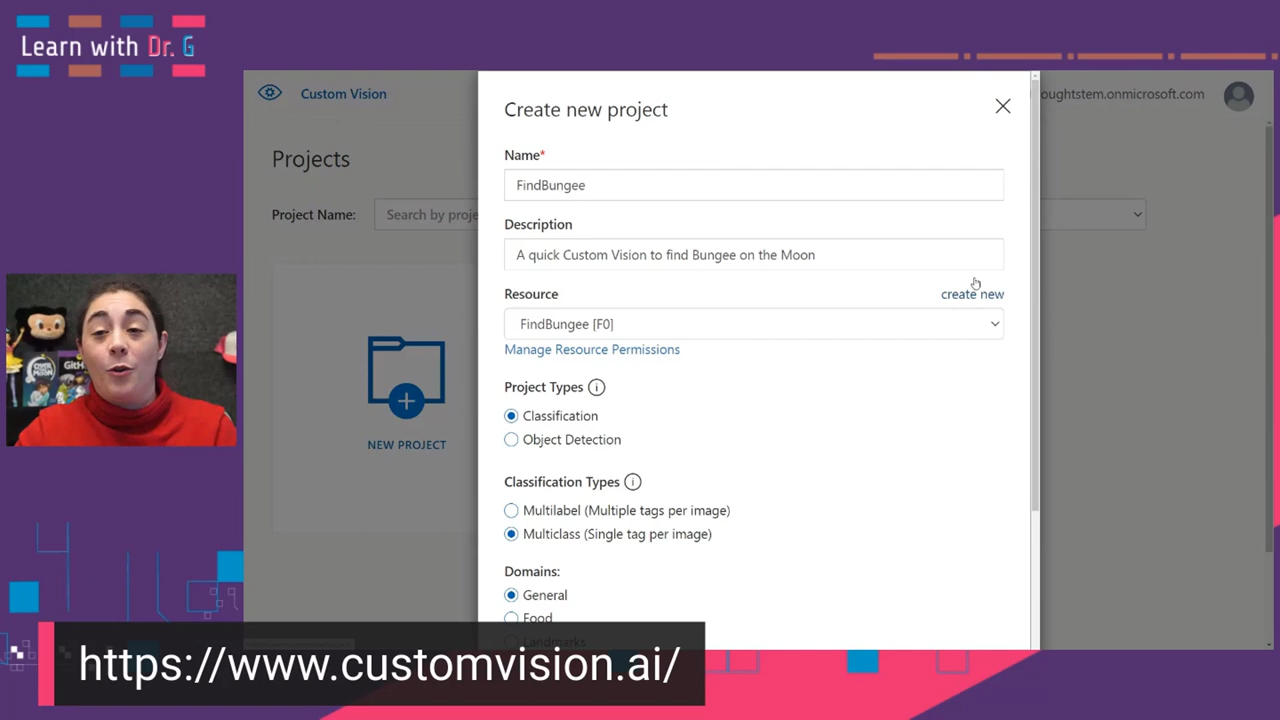 Learn with Dr. G
Custom Vision
oughtstem.onmicrosoft.com
Projects
Project Name:
Search by proje
NEW PROJECT
Create new project
Name*
FindBungee
Description
A quick Custom Vision to find Bungee on the Moon
Resource
create new
FindBungee [F0]
Manage Resource Permissions
Project Types
Classification
Object Detection
Classification Types
Multilabel (Multiple tags per image)
Multiclass (Single tag per image)
Domains:
General
Food
Landmarks
https://www.customvision.ai/